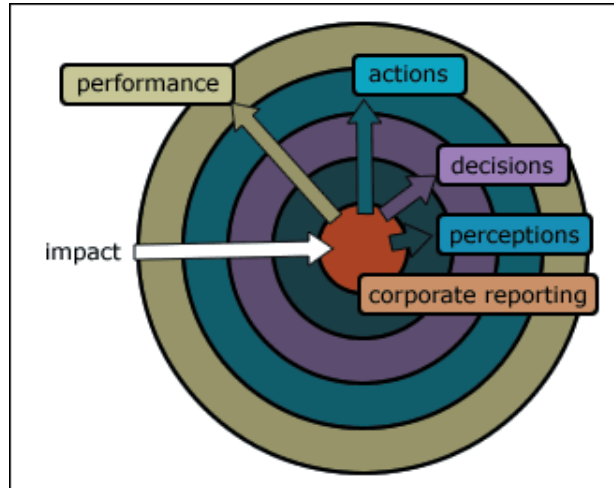 actions
performance
decisions
perceptions
impact
corporate reporting